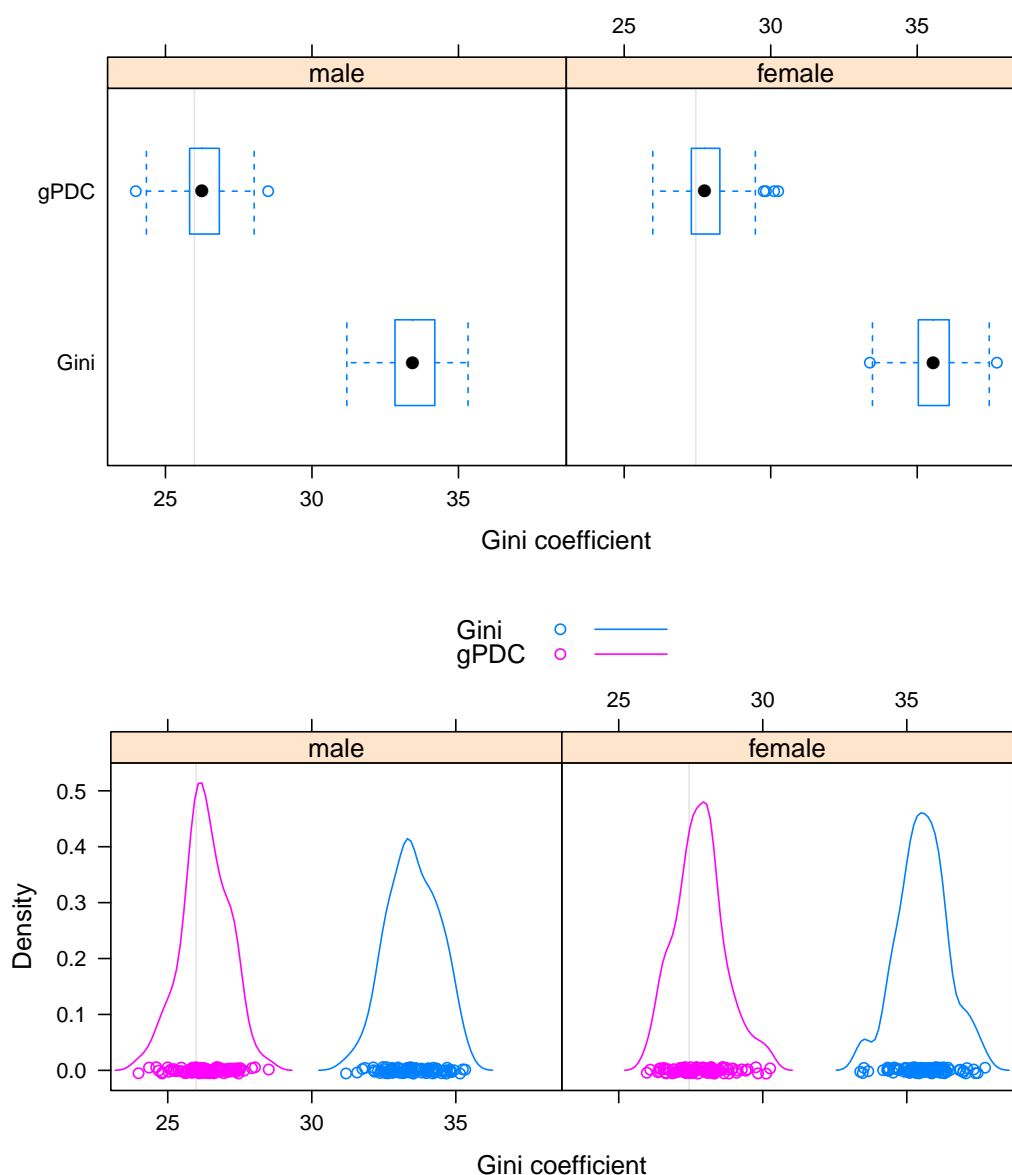 25 30 35
male female
gPDC
Gini
25 30 35
Gini coefficient
Gini
gPDC
25 30 35
male female
0.5
0.4
0.3
0.2
0.1
0.0
Density
25 30 35
Gini coefficient